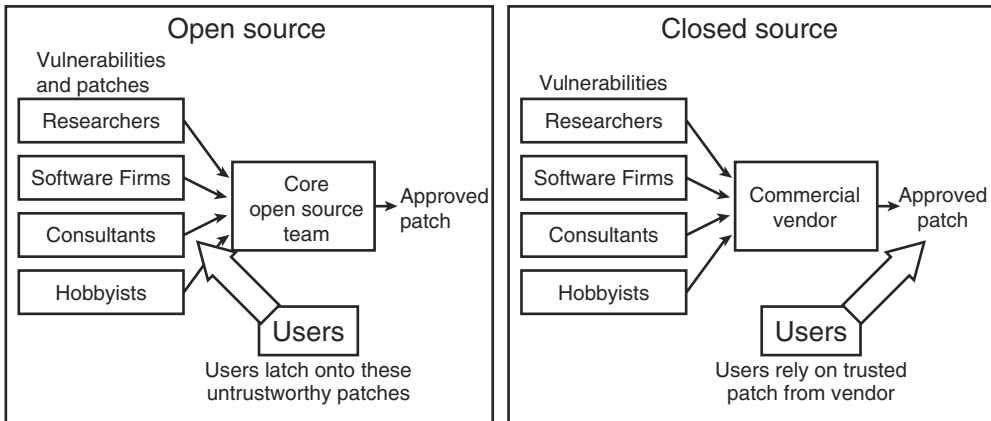 Open source
Vulnerabilities
and patches
Researchers
Software Firms
Consultants
Hobbyists
Core
open source
team
Approved
patch
Users
Users latch onto these
untrustworthy patches
Closed source
Vulnerabilities
Researchers
Software Firms
Consultants
Hobbyists
Commercial
vendor
Approved
patch
Users
Users rely on trusted
patch from vendor